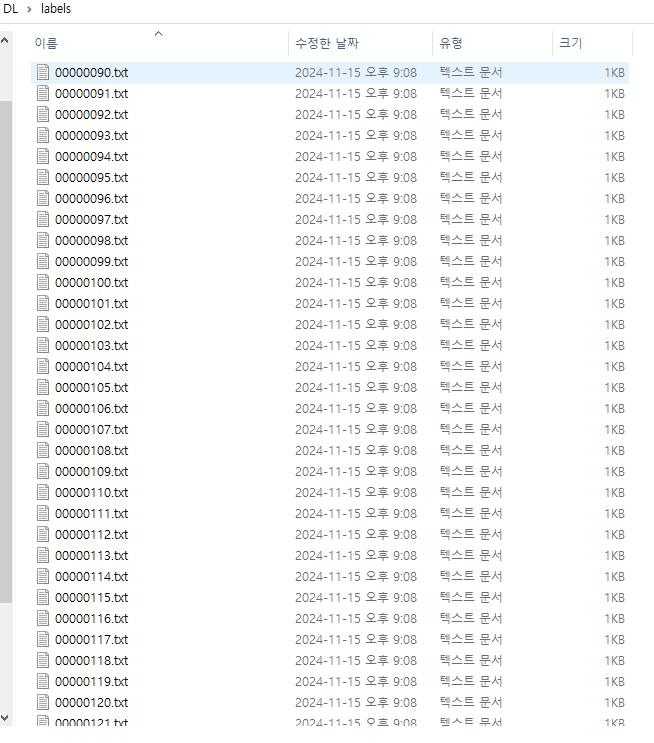 DL > labels
이름 수정한 날짜 유형 크기
00000090.txt 2024-11-15 오후 9:08 텍스트 문서 1KB
00000091.txt 2024-11-15 오후 9:08 텍스트 문서 1KB
00000092.txt 2024-11-15 오후 9:08 텍스트 문서 1KB
00000093.txt 2024-11-15 오후 9:08 텍스트 문서 1KB
00000094.txt 2024-11-15 오후 9:08 텍스트 문서 1KB
00000095.txt 2024-11-15 오후 9:08 텍스트 문서 1KB
00000096.txt 2024-11-15 오후 9:08 텍스트 문서 1KB
00000097.txt 2024-11-15 오후 9:08 텍스트 문서 1KB
00000098.txt 2024-11-15 오후 9:08 텍스트 문서 1KB
00000099.txt 2024-11-15 오후 9:08 텍스트 문서 1KB
00000100.txt 2024-11-15 오후 9:08 텍스트 문서 1KB
00000101.txt 2024-11-15 오후 9:08 텍스트 문서 1KB
00000102.txt 2024-11-15 오후 9:08 텍스트 문서 1KB
00000103.txt 2024-11-15 오후 9:08 텍스트 문서 1KB
00000104.txt 2024-11-15 오후 9:08 텍스트 문서 1KB
00000105.txt 2024-11-15 오후 9:08 텍스트 문서 1KB
00000106.txt 2024-11-15 오후 9:08 텍스트 문서 1KB
00000107.txt 2024-11-15 오후 9:08 텍스트 문서 1KB
00000108.txt 2024-11-15 오후 9:08 텍스트 문서 1KB
00000109.txt 2024-11-15 오후 9:08 텍스트 문서 1KB
00000110.txt 2024-11-15 오후 9:08 텍스트 문서 1KB
00000111.txt 2024-11-15 오후 9:08 텍스트 문서 1KB
00000112.txt 2024-11-15 오후 9:08 텍스트 문서 1KB
00000113.txt 2024-11-15 오후 9:08 텍스트 문서 1KB
00000114.txt 2024-11-15 오후 9:08 텍스트 문서 1KB
00000115.txt 2024-11-15 오후 9:08 텍스트 문서 1KB
00000116.txt 2024-11-15 오후 9:08 텍스트 문서 1KB
00000117.txt 2024-11-15 오후 9:08 텍스트 문서 1KB
00000118.txt 2024-11-15 오후 9:08 텍스트 문서 1KB
00000119.txt 2024-11-15 오후 9:08 텍스트 문서 1KB
00000120.txt 2024-11-15 오후 9:08 텍스트 문서 1KB
00000121.txt 2024-11-15 오후 9:08 텍스트 문서 1KB